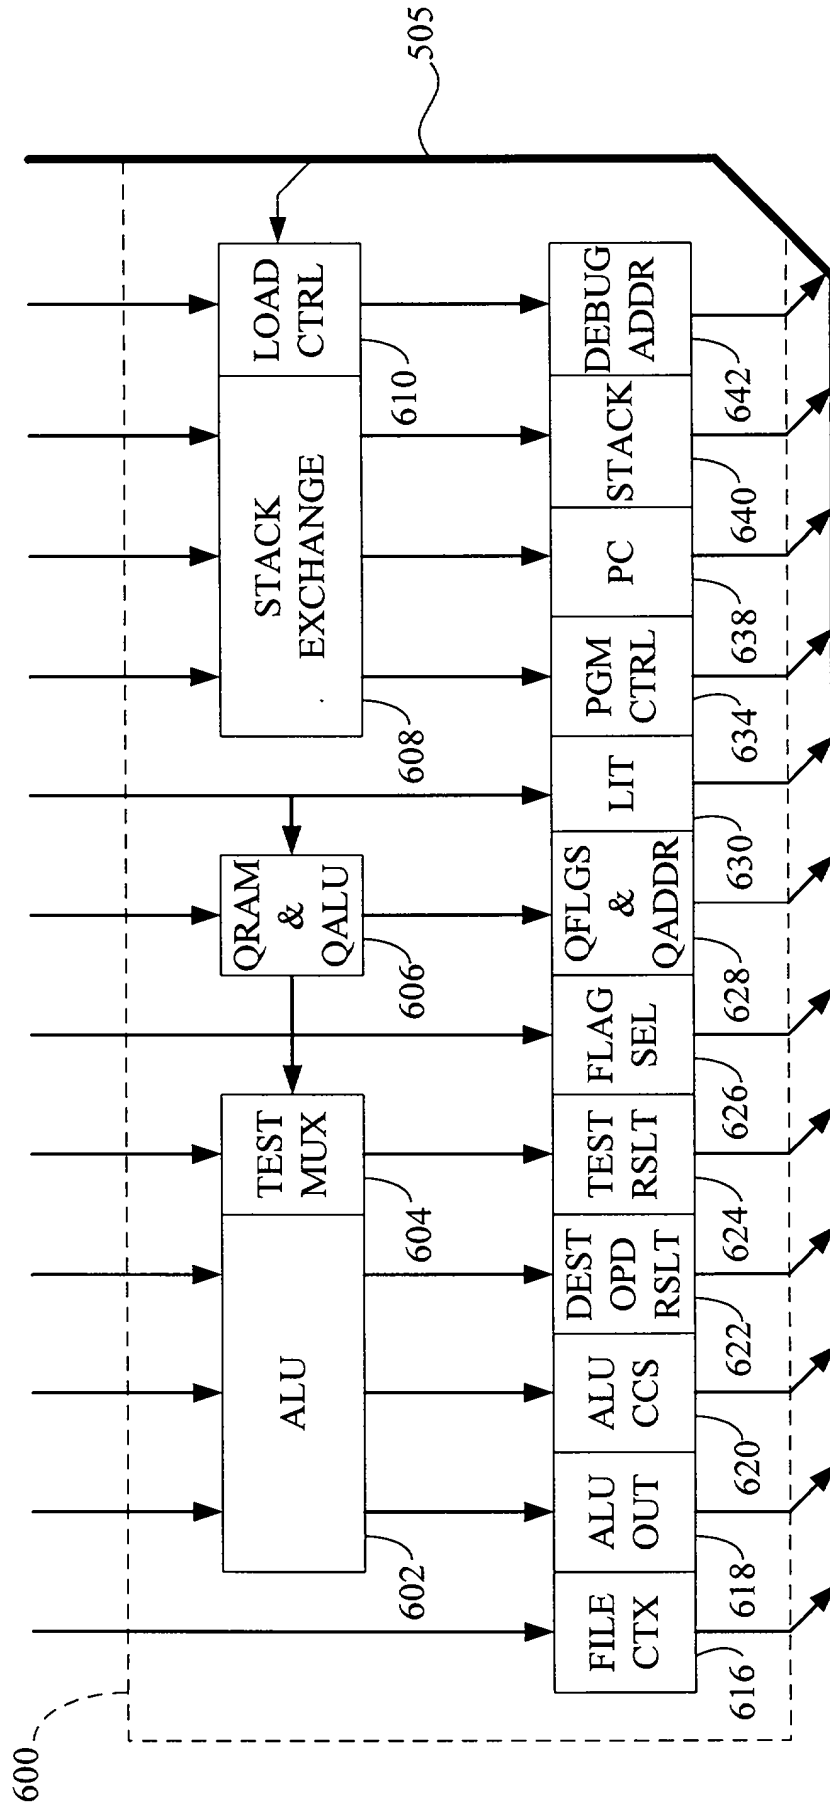 600
505
ALU
TEST
MUX
QRAM
&
QALU
STACK
EXCHANGE
LOAD
CTRL
602
604
606
608
610
FILE
CTX
ALU
OUT
ALU
CCS
DEST
OPD
RSLT
TEST
RSLT
FLAG
SEL
QFLGS
&
QADDR
LIT
PGM
CTRL
PC
STACK
DEBUG
ADDR
616
618
620
622
624
626
628
630
634
638
640
642